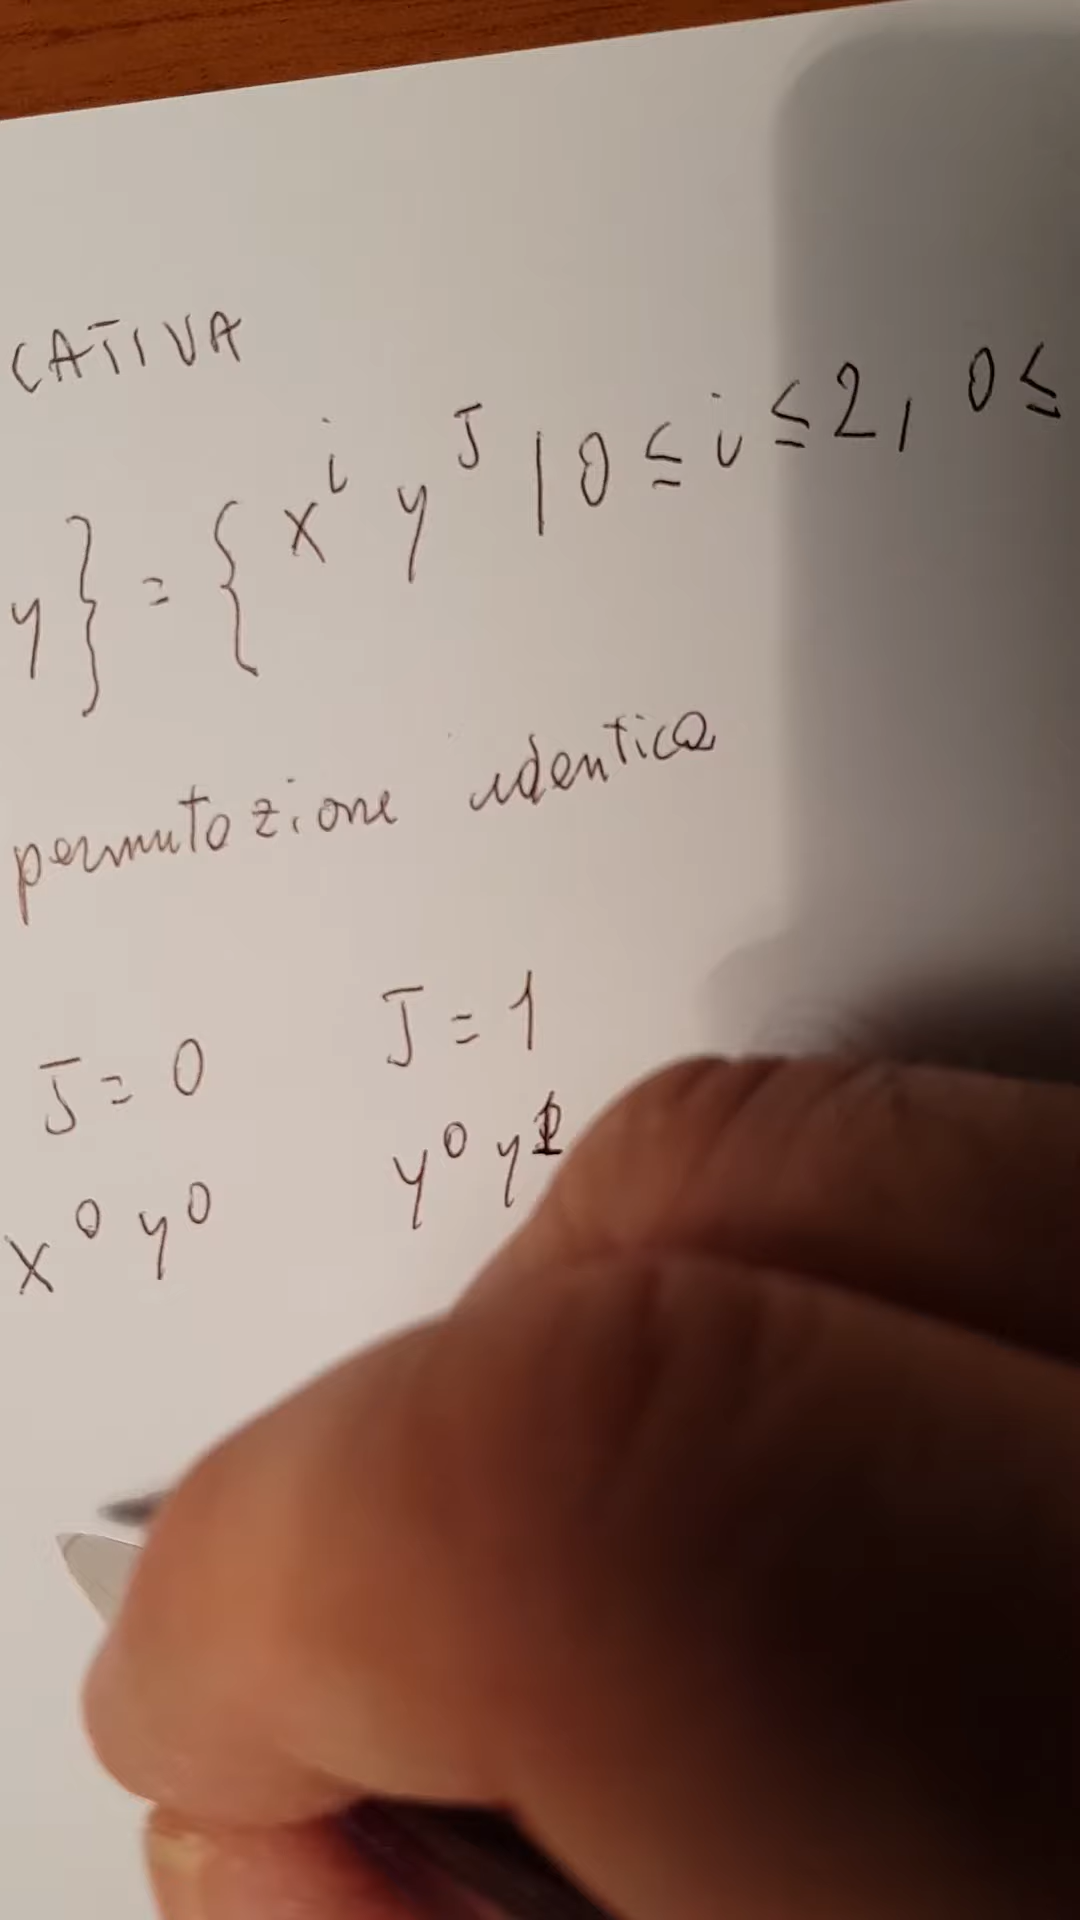 CATIVA
y} = {x^i y^J | 0 ≤ i ≤ 2, 0 ≤
permutazione identica
J = 0 J = 1
x^0 y^0 y^0 y^1